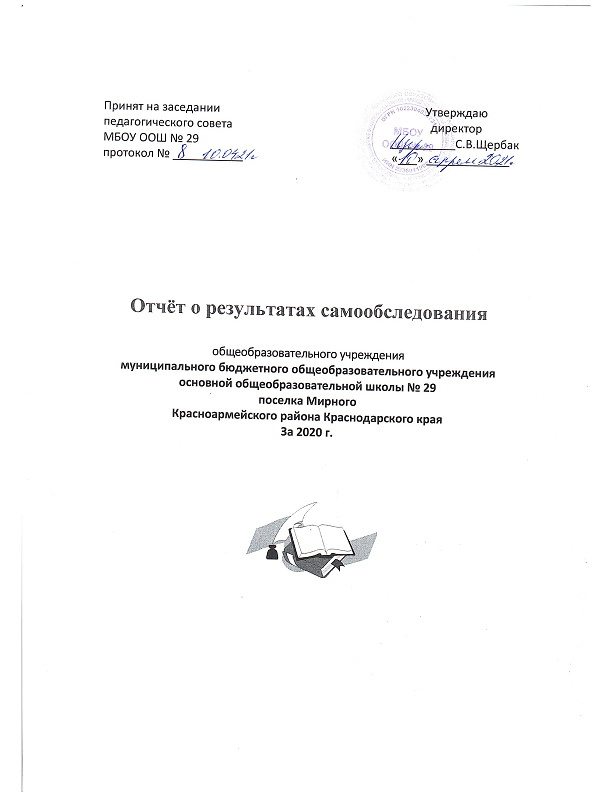 Принят на заседании
педагогического совета
МБОУ ООШ № 29
протокол № 8 10.04.21г
Утверждаю
директор
С.В.Щербак
«10» апреля 2021г.
МБОУ
Отчёт о результатах самообследования
общеобразовательного учреждения
муниципального бюджетного общеобразовательного учреждения
основной общеобразовательной школы № 29
поселка Мирного
Красноармейского района Краснодарского края
За 2020 г.